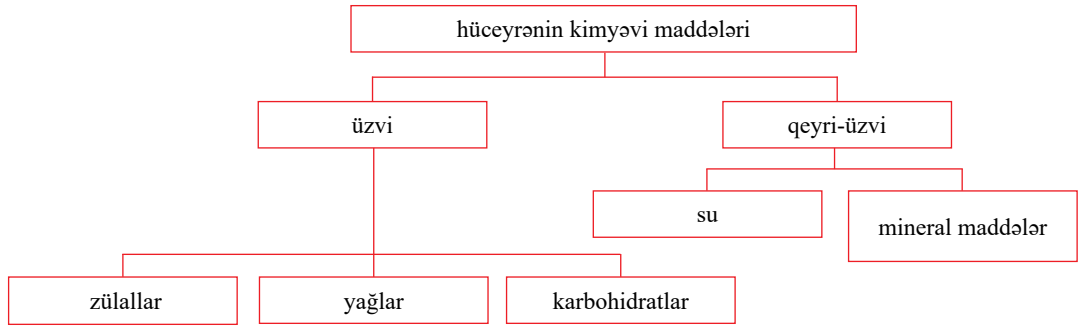 hüceyrənin kimyəvi maddələri
üzvi
qeyri-üzvi
su
mineral maddələr
zülallar
yağlar
karbohidratlar